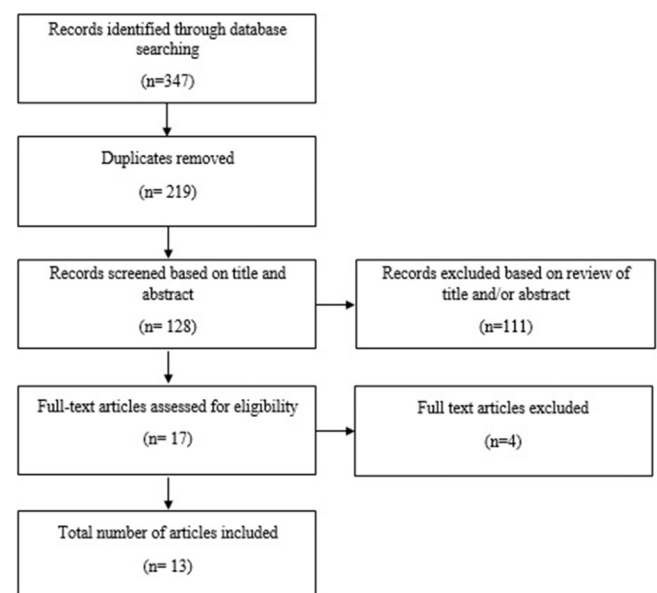 Records identified through database
searching
(n=347)
Duplicates removed
(n= 219)
Records screened based on title and
abstract
(n= 128)
Records excluded based on review of
title and/or abstract
(n=111)
Full-text articles assessed for eligibility
(n= 17)
Full text articles excluded
(n=4)
Total number of articles included
(n= 13)